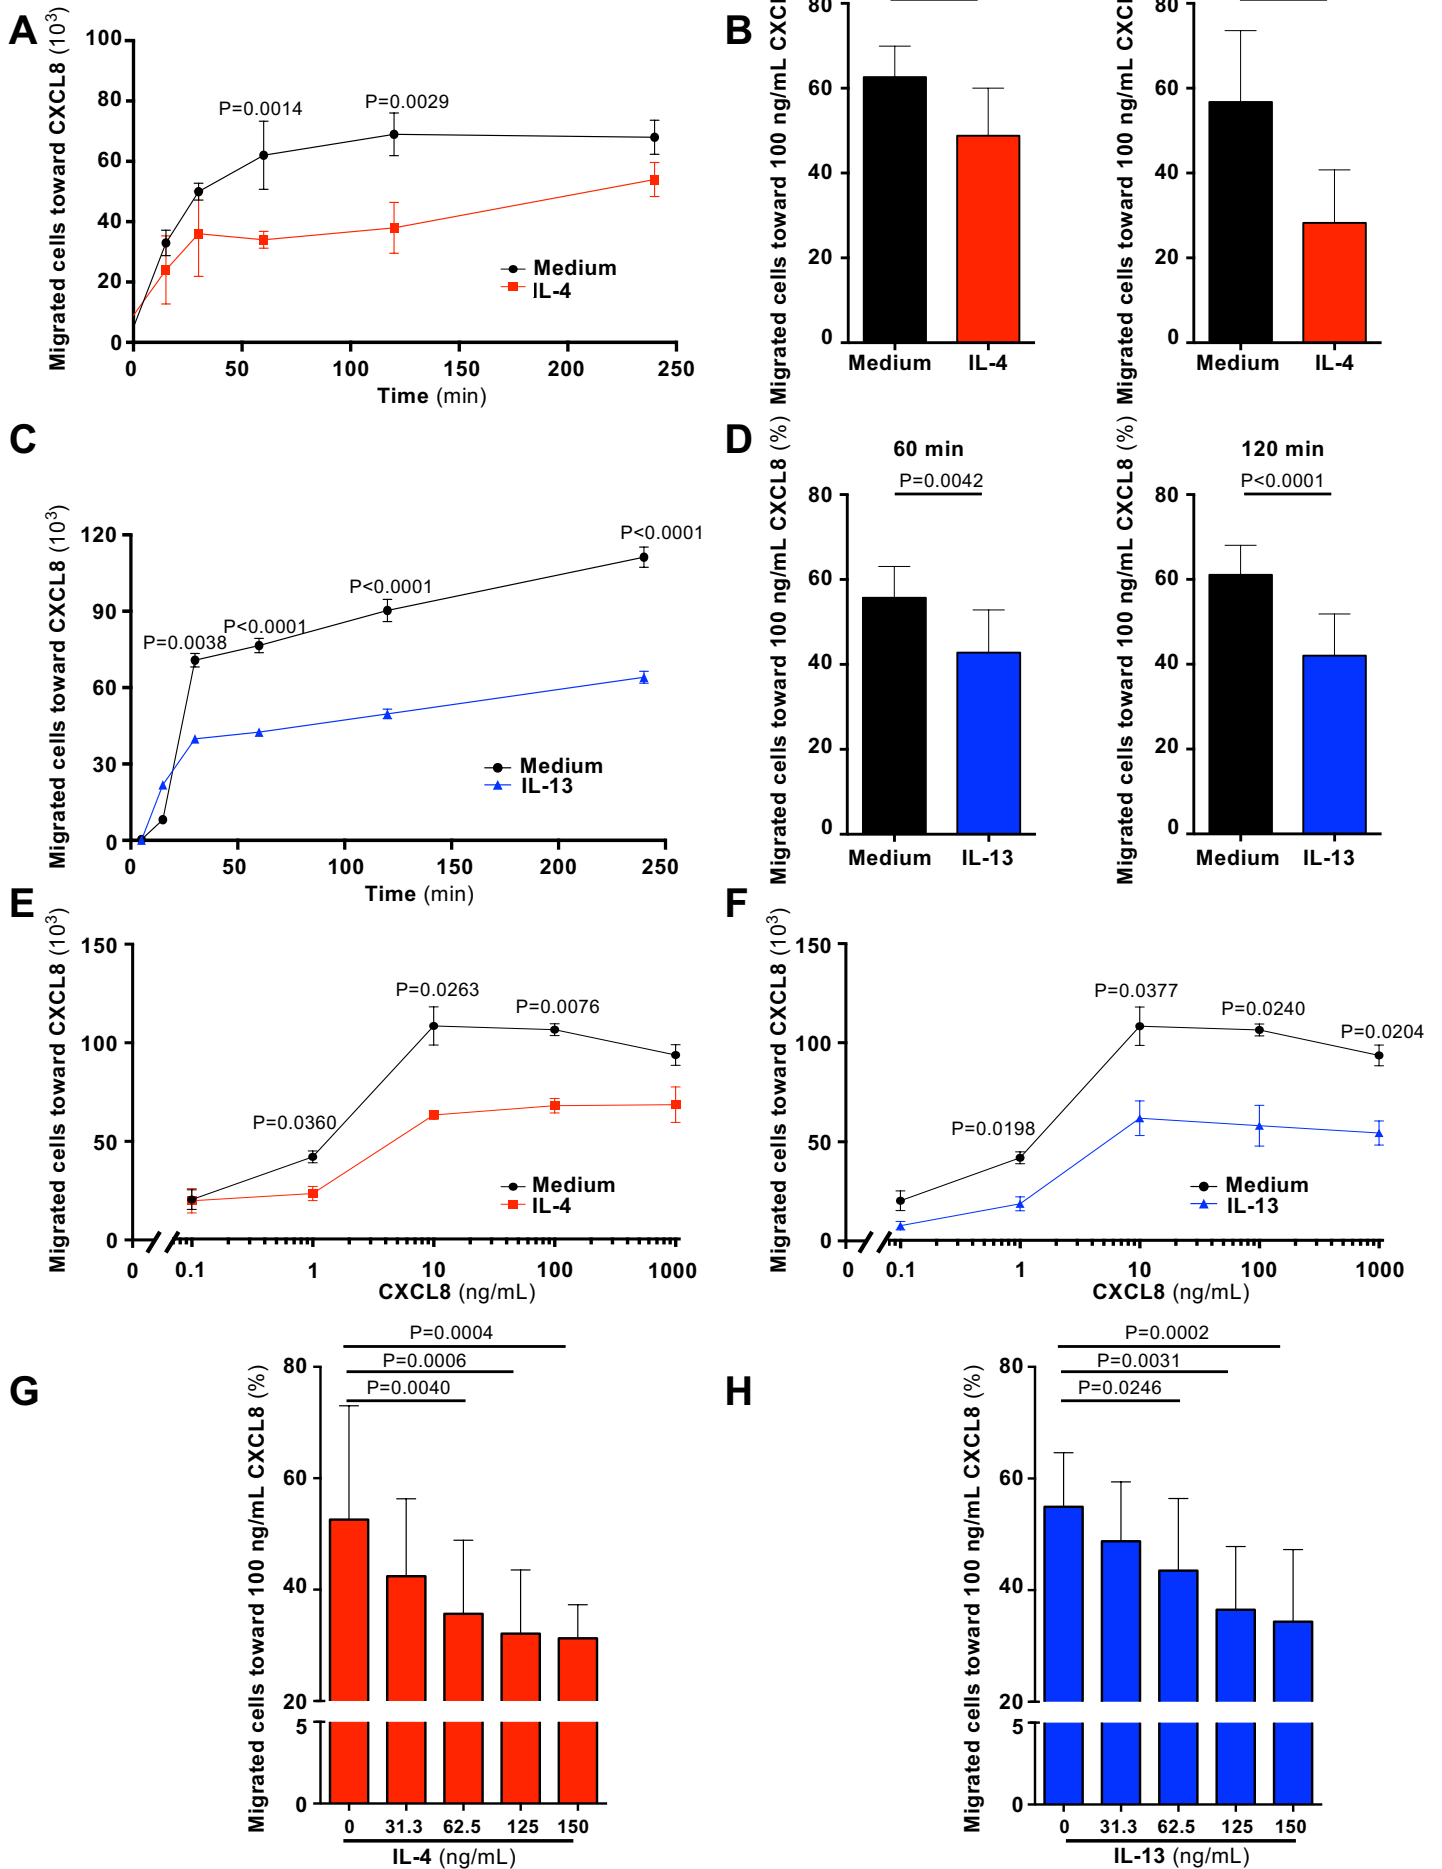 A
Migrated cells toward CXCL8 (10³)
100
80
60
40
20
0
P=0.0014
P=0.0029
Medium
IL-4
0
50
100
150
200
250
Time (min)
B
Migrated cells toward 100 ng/mL
80
60
40
20
0
Medium
IL-4
Migrated cells toward 100 ng/mL
80
60
40
20
0
Medium
IL-4
C
Migrated cells toward CXCL8 (10³)
120
90
60
30
0
P=0.0038
P<0.0001
P<0.0001
P<0.0001
Medium
IL-13
0
50
100
150
200
250
Time (min)
D
Migrated cells toward 100 ng/mL CXCL8 (%)
60 min
P=0.0042
80
60
40
20
0
Medium
IL-13
Migrated cells toward 100 ng/mL CXCL8 (%)
120 min
P<0.0001
80
60
40
20
0
Medium
IL-13
E
Migrated cells toward CXCL8 (10³)
150
100
50
0
P=0.0360
P=0.0263
P=0.0076
Medium
IL-4
0
0.1
1
10
100
1000
CXCL8 (ng/mL)
F
Migrated cells toward CXCL8 (10³)
150
100
50
0
P=0.0198
P=0.0377
P=0.0240
P=0.0204
Medium
IL-13
0
0.1
1
10
100
1000
CXCL8 (ng/mL)
G
Migrated cells toward 100 ng/mL CXCL8 (%)
P=0.0004
P=0.0006
P=0.0040
80
60
40
20
5
0
0
31.3
62.5
125
150
IL-4 (ng/mL)
H
Migrated cells toward 100 ng/mL CXCL8 (%)
P=0.0002
P=0.0031
P=0.0246
80
60
40
20
5
0
0
31.3
62.5
125
150
IL-13 (ng/mL)